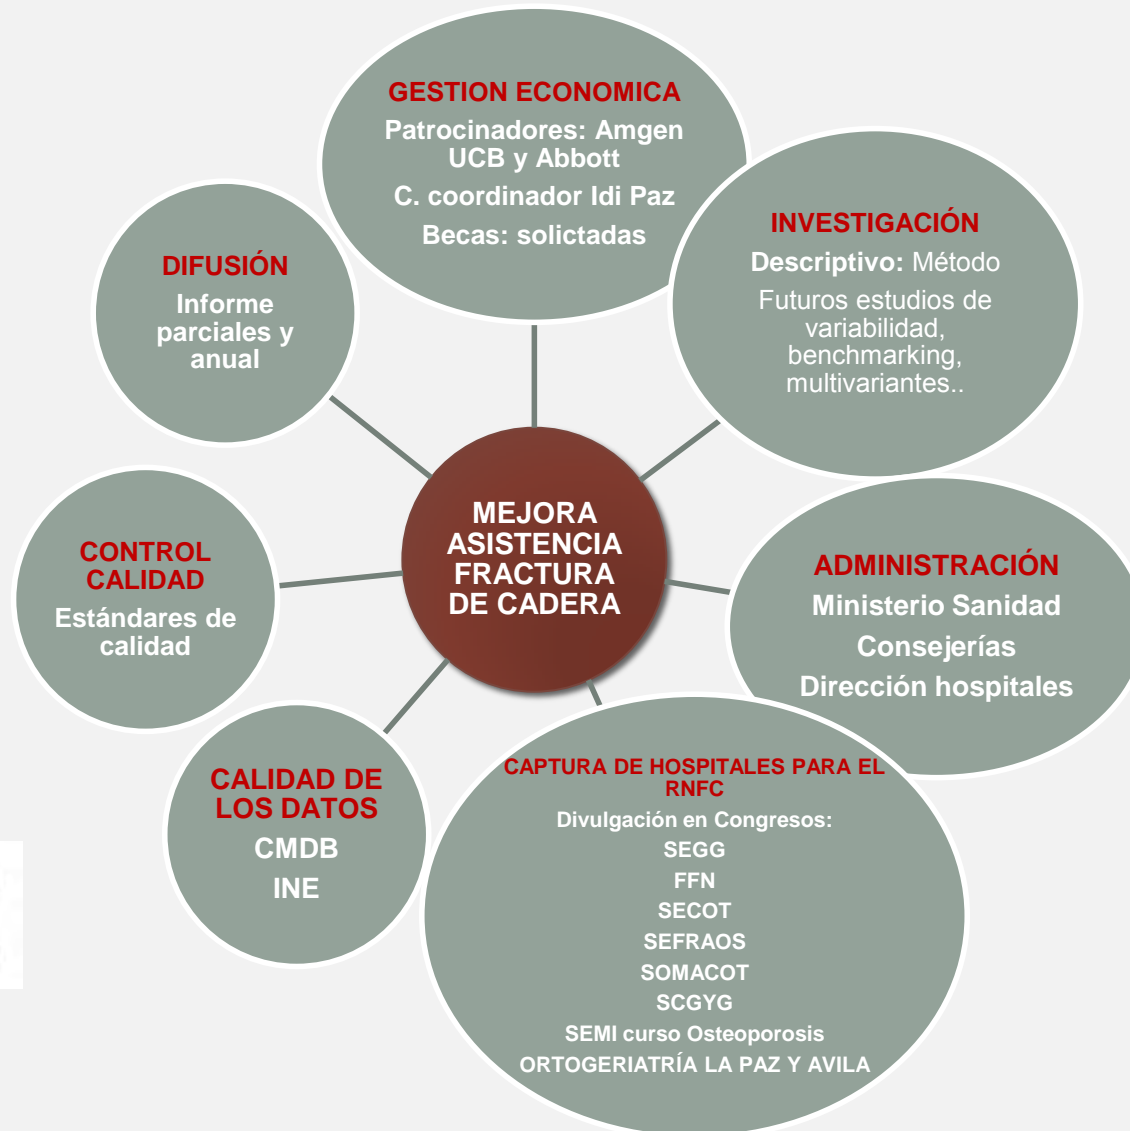 GESTION ECONOMICA
Patrocinadores: Amgen
UCB y Abbott
C. coordinador Idi Paz
Becas: solictadas
INVESTIGACIÓN
Descriptivo: Método
Futuros estudios de
variabilidad,
benchmarking,
multivariantes..
ADMINISTRACIÓN
Ministerio Sanidad
Consejerías
Dirección hospitales
CAPTURA DE HOSPITALES PARA EL
RNFC
Divulgación en Congresos:
SEGG
FFN
SECOT
SEFRAOS
SOMACOT
SCGYG
SEMI curso Osteoporosis
ORTOGERIATRÍA LA PAZ Y AVILA
CALIDAD DE
LOS DATOS
CMDB
INE
CONTROL
CALIDAD
Estándares de
calidad
DIFUSIÓN
Informe
parciales y
anual
MEJORA
ASISTENCIA
FRACTURA
DE CADERA